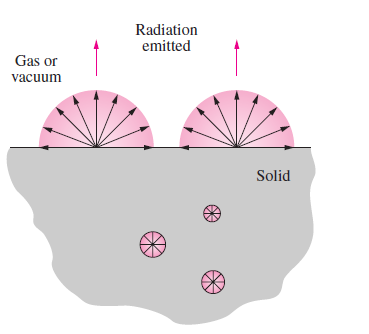 Radiation
emitted
Gas or
vacuum
Solid